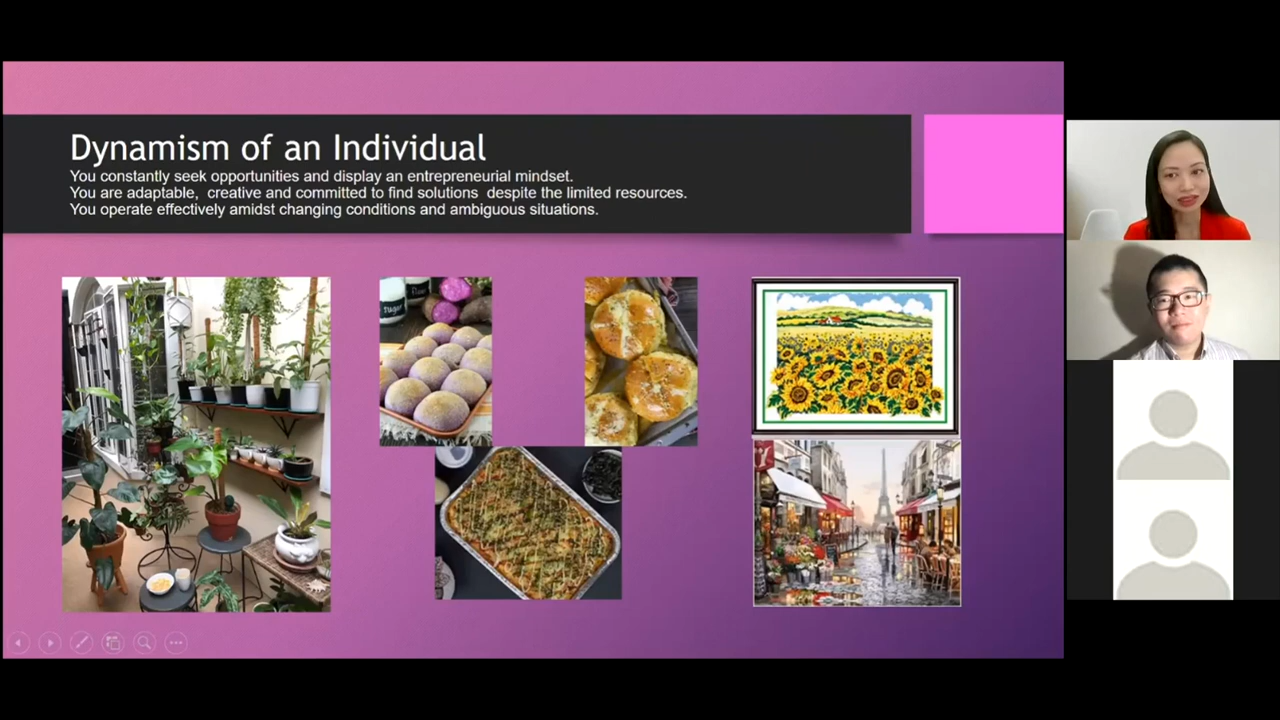 Dynamism of an Individual
You constantly seek opportunities and display an entrepreneurial mindset.
You are adaptable, creative and committed to find solutions despite the limited resources.
You operate effectively amidst changing conditions and ambiguous situations.
Sugar